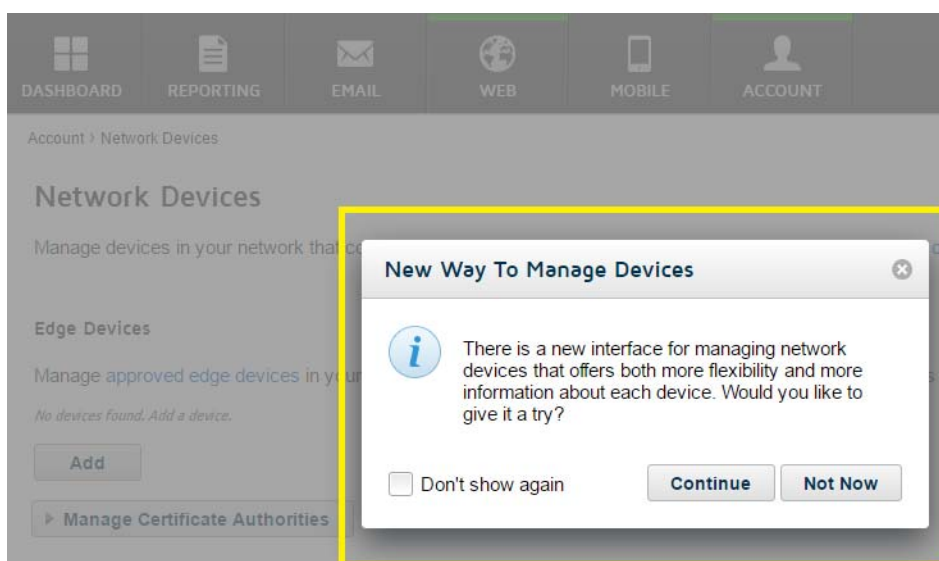 DASHBOARD REPORTING EMAIL WEB MOBILE ACCOUNT
Account › Network Devices
Network Devices
Manage devices in your network that
New Way To Manage Devices
There is a new interface for managing network
devices that offers both more flexibility and more
information about each device. Would you like to
give it a try?
Don't show again Continue Not Now
Edge Devices
Manage approved edge devices in your
No devices found. Add a device.
Add
Manage Certificate Authorities